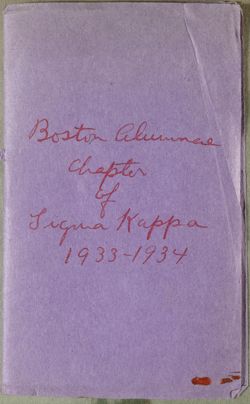 Boston Alumnae
Chapter
of
Sigma Kappa
1933-1934